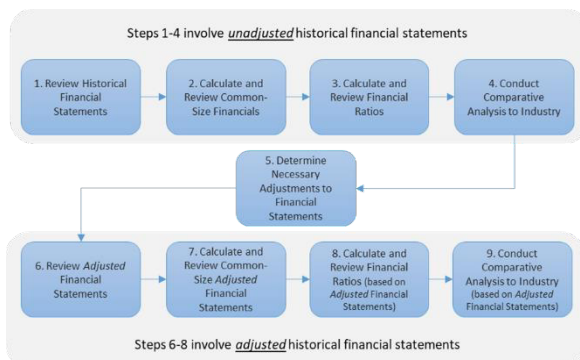 Steps 1-4 involve unadjusted historical financial statements
1. Review Historical
Financial
Statements
2. Calculate and
Review Common-
Size Financials
3. Calculate and
Review Financial
Ratios
4. Conduct
Comparative
Analysis to Industry
5. Determine
Necessary
Adjustments to
Financial
Statements
6. Review Adjusted
Financial
Statements
7. Calculate and
Review Common-
Size Adjusted
Financial
Statements
8. Calculate and
Review Financial
Ratios (based on
Adjusted Financial
Statements)
9. Conduct
Comparative
Analysis to Industry
(based on Adjusted
Financial Statements)
Steps 6-8 involve adjusted historical financial statements